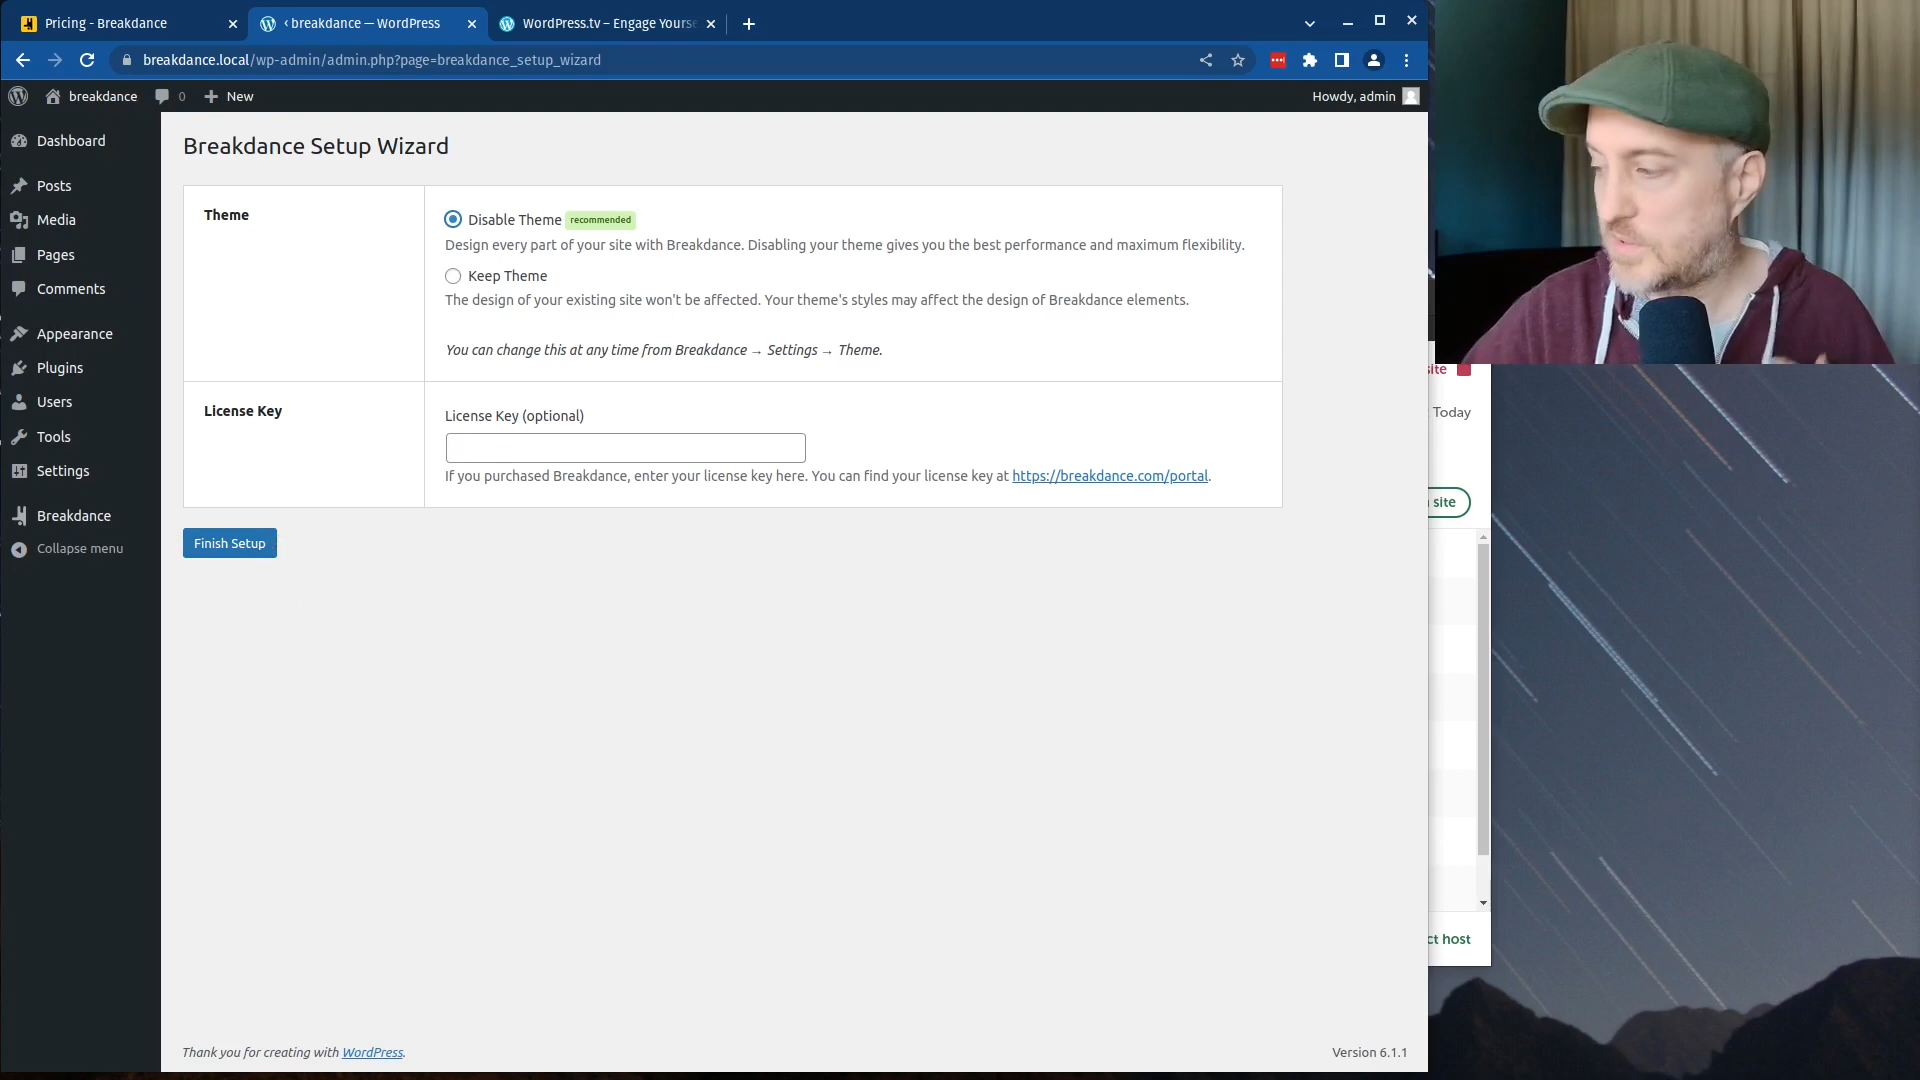 Pricing - Breakdance
‹ breakdance — WordPress
WordPress.tv – Engage Yourse
breakdance.local/wp-admin/admin.php?page=breakdance_setup_wizard
breakdance
0
New
Howdy, admin
Dashboard
Posts
Media
Pages
Comments
Appearance
Plugins
Users
Tools
Settings
Breakdance
Collapse menu
Breakdance Setup Wizard
Theme
Disable Theme recommended
Design every part of your site with Breakdance. Disabling your theme gives you the best performance and maximum flexibility.
Keep Theme
The design of your existing site won't be affected. Your theme's styles may affect the design of Breakdance elements.
You can change this at any time from Breakdance → Settings → Theme.
License Key
License Key (optional)
If you purchased Breakdance, enter your license key here. You can find your license key at https://breakdance.com/portal.
Finish Setup
Thank you for creating with WordPress.
Version 6.1.1
site
Today
site
ct host